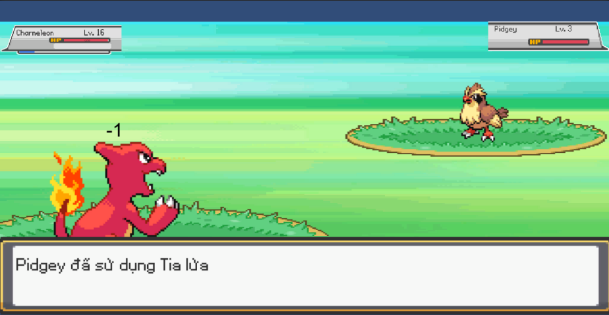 Charmeleon Lv. 16
HP
Pidgey Lv. 3
HP
-1
Pidgey đã sử dụng Tia lửa